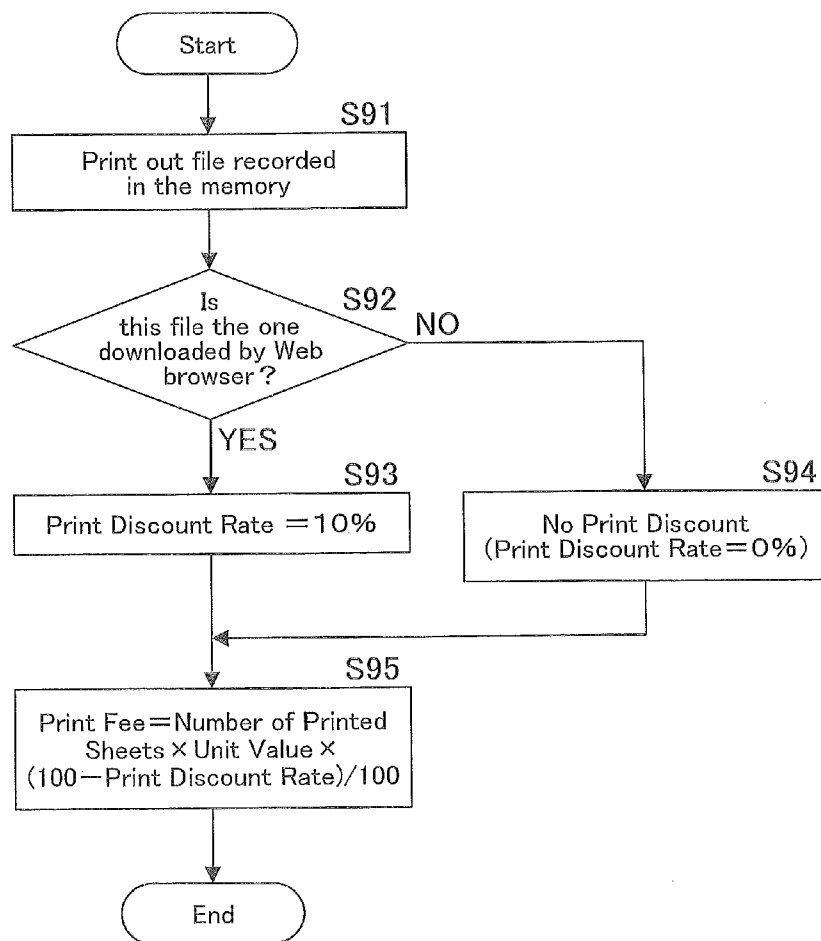 Start
S91
Print out file recorded
in the memory
S92
Is
this file the one
downloaded by Web
browser?
NO
YES
S93
Print Discount Rate =10%
S94
No Print Discount
(Print Discount Rate=0%)
S95
Print Fee=Number of Printed
Sheets × Unit Value ×
(100-Print Discount Rate)/100
End